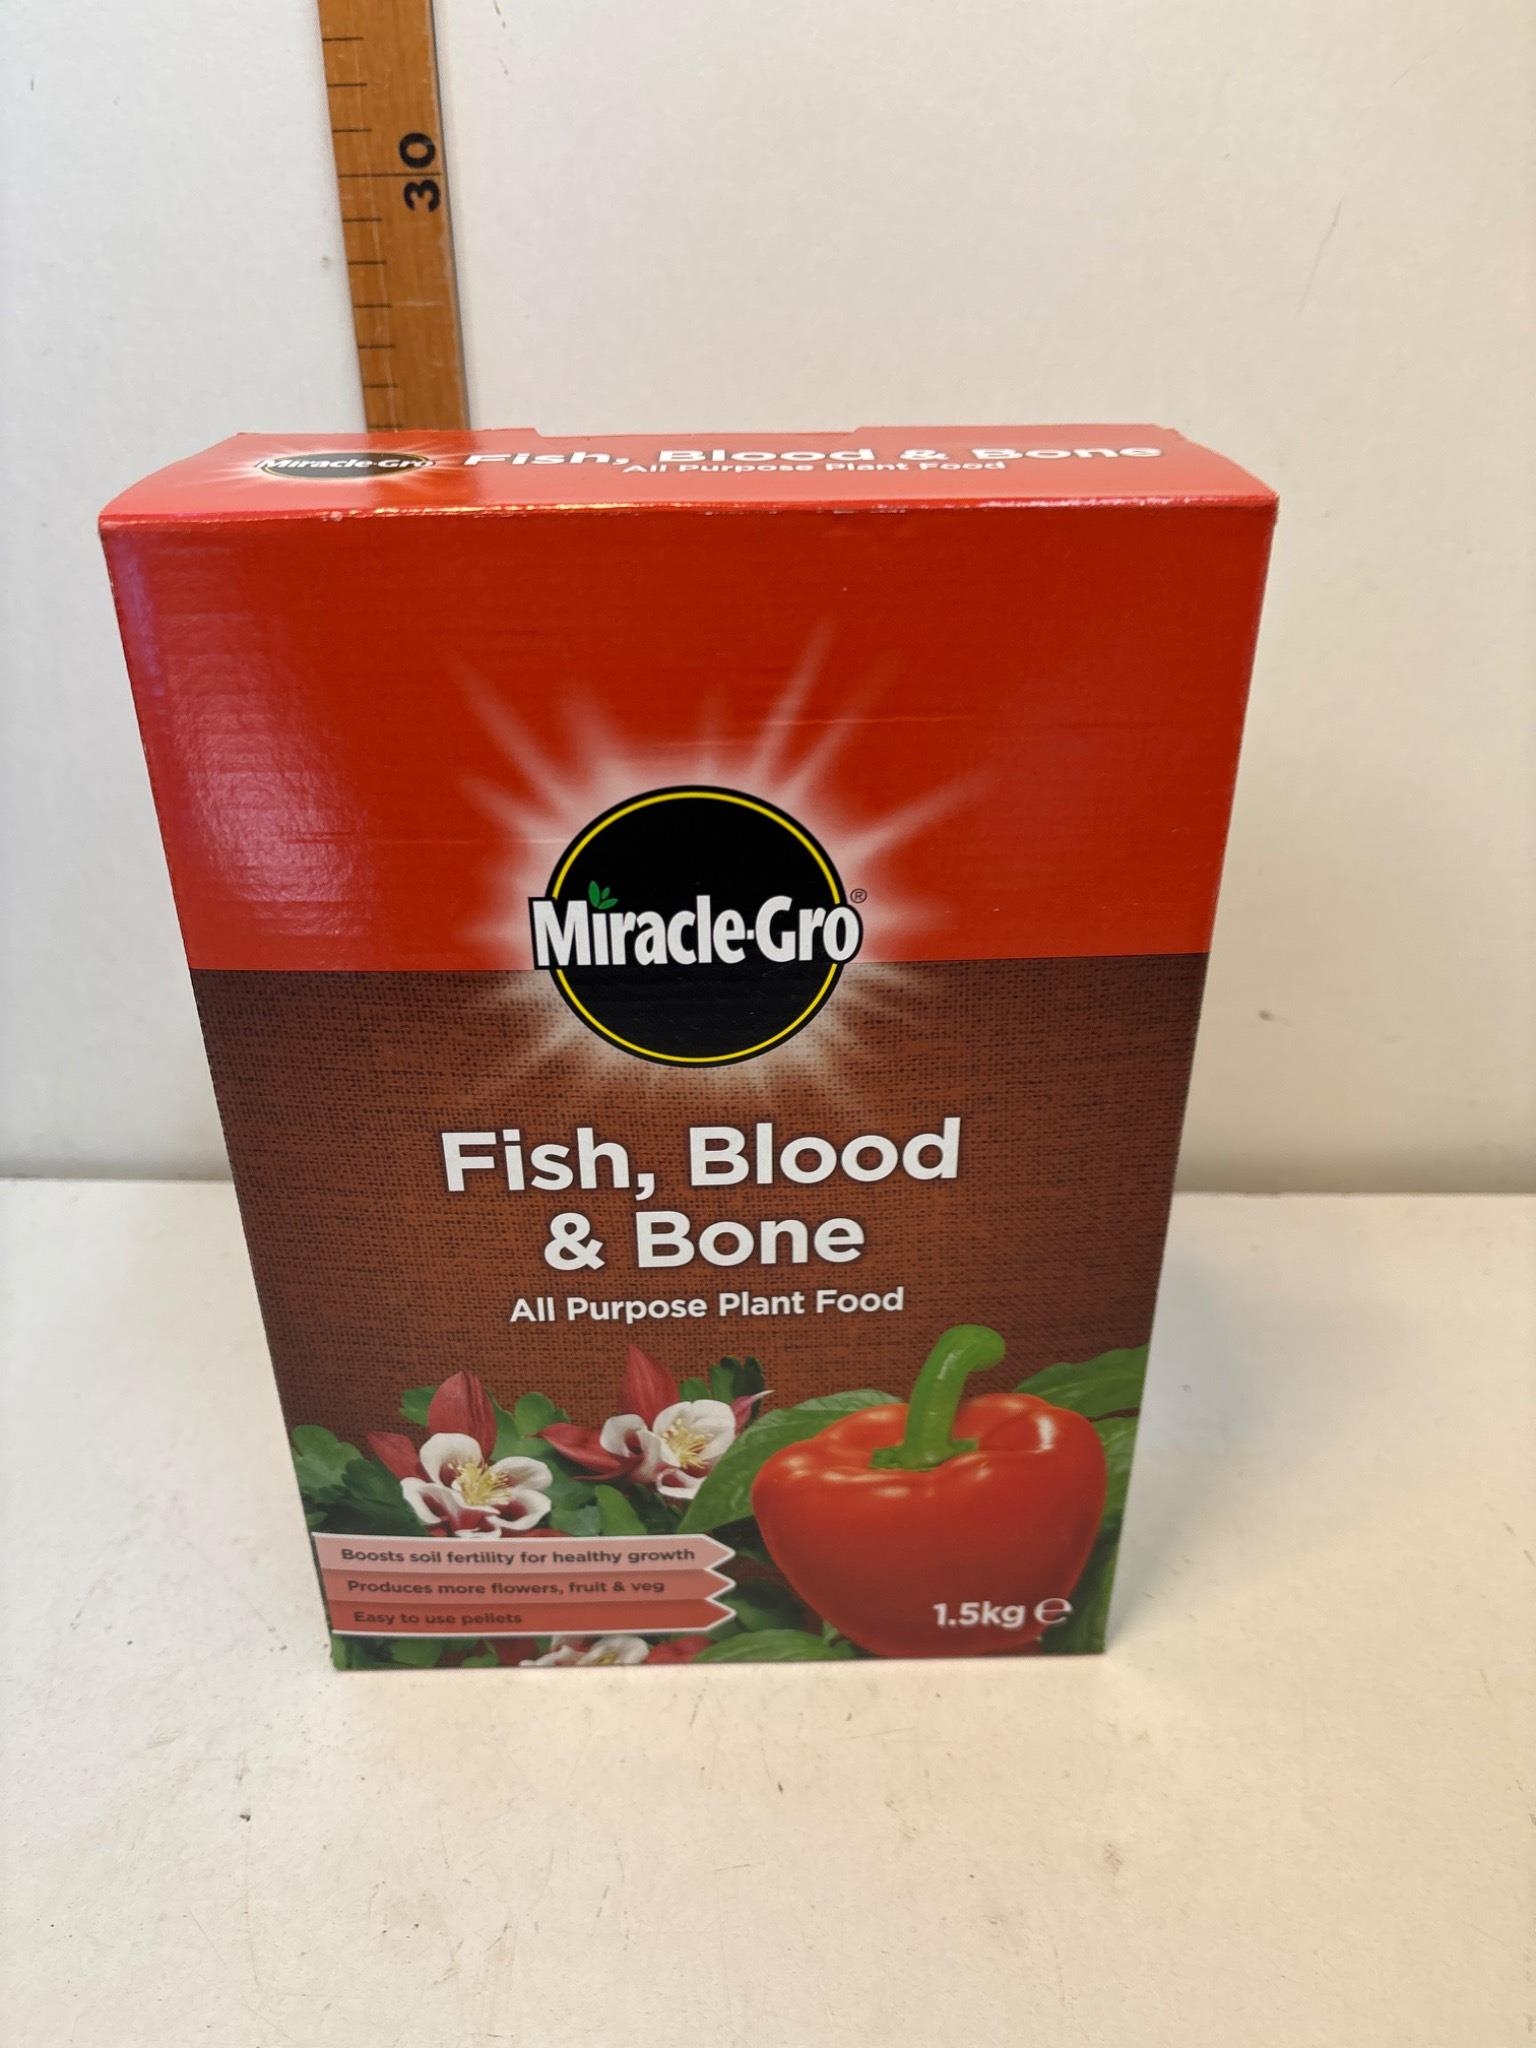 30
Miracle-Gro Fish, Blood & Bone
All Purpose Plant Food
Miracle-Gro®
Fish, Blood
& Bone
All Purpose Plant Food
Boosts soil fertility for healthy growth
Produces more flowers, fruit & veg
Easy to use pellets
1.5kg ℮